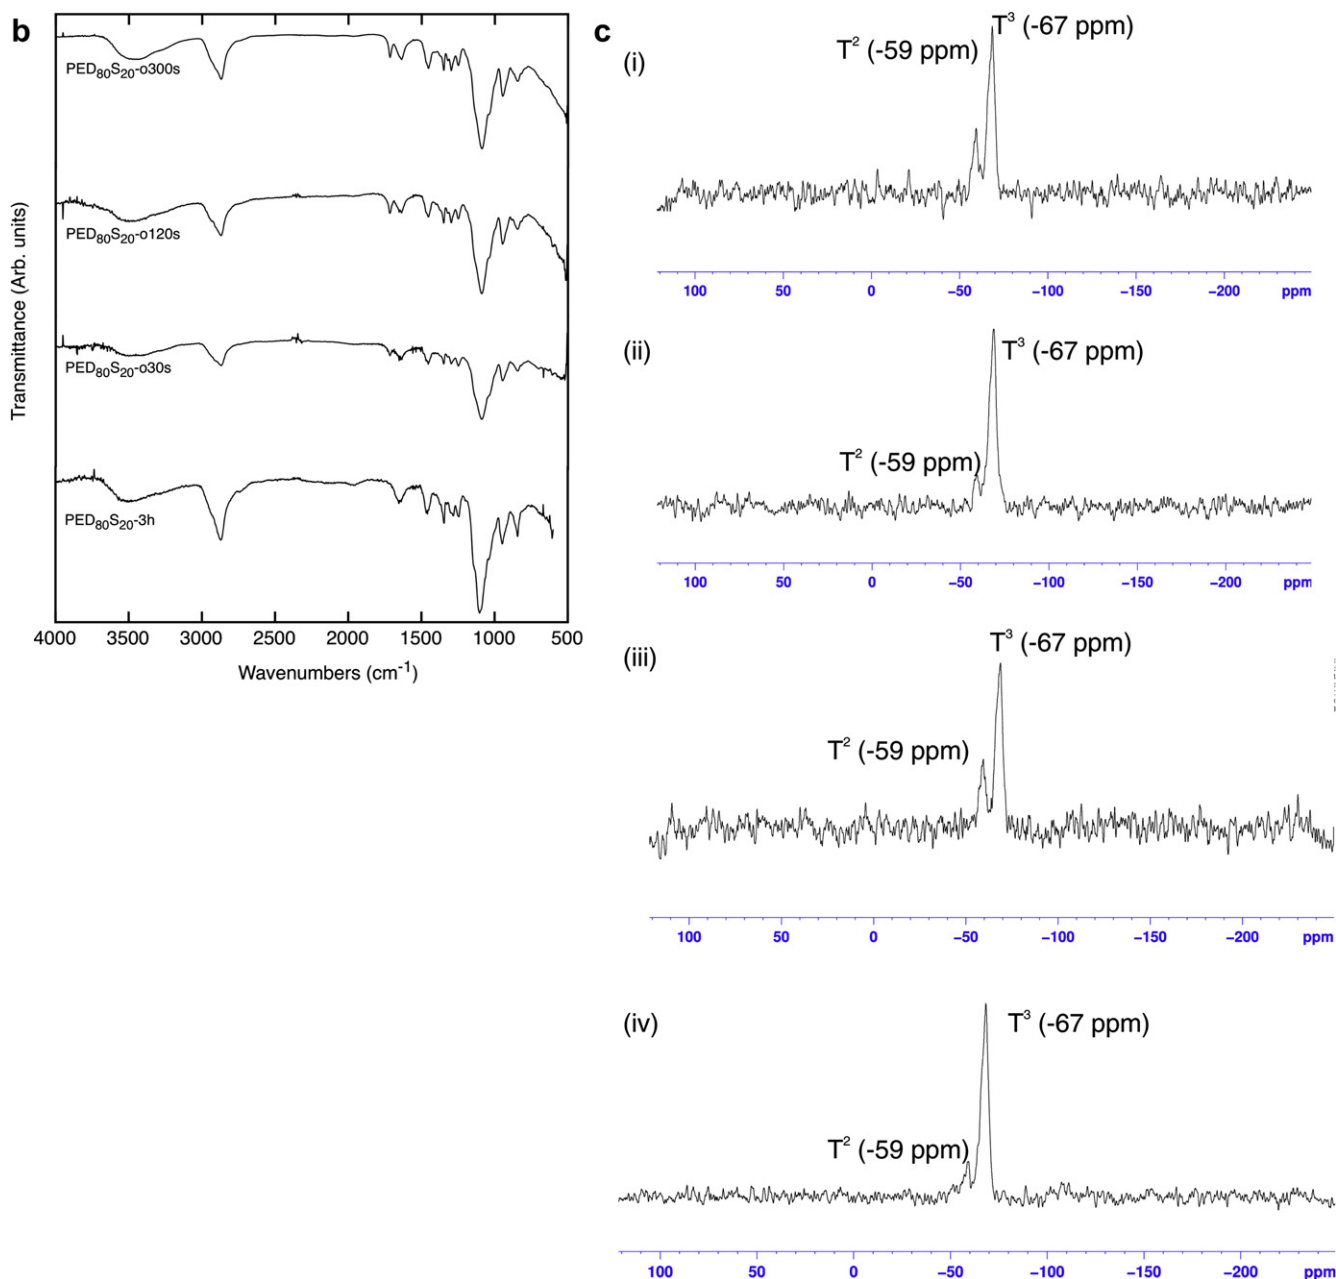 b
Transmittance (Arb. units)
PED80S20-o300s
PED80S20-o120s
PED80S20-o30s
PED80S20-3h
4000 3500 3000 2500 2000 1500 1000 500
Wavenumbers (cm-1)
c
(i)
T2 (-59 ppm)
T3 (-67 ppm)
100 50 0 −50 −100 −150 −200 ppm
(ii)
T3 (-67 ppm)
T2 (-59 ppm)
100 50 0 −50 −100 −150 −200 ppm
(iii)
T3 (-67 ppm)
T2 (-59 ppm)
100 50 0 −50 −100 −150 −200 ppm
(iv)
T3 (-67 ppm)
T2 (-59 ppm)
100 50 0 −50 −100 −150 −200 ppm